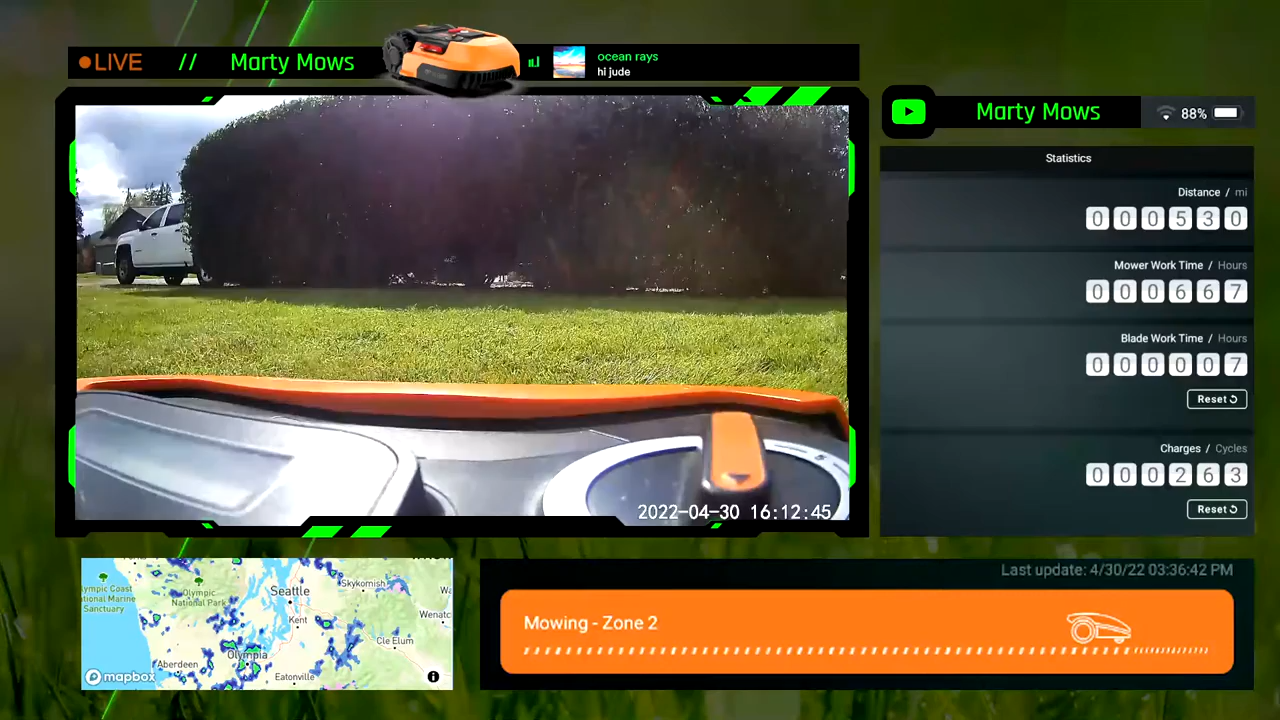 LIVE // Marty Mows
ocean rays
hi jude
Marty Mows
88%
Statistics
Distance / mi
000530
Mower Work Time / Hours
000667
Blade Work Time / Hours
000007
Reset
Charges / Cycles
000263
Reset
2022-04-30 16:12:45
Olympic Coast
National Marine
Sanctuary
Olympic
National Park
Seattle
Skykomish
Kent
Wenatc
Cle Elum
Olympia
Aberdeen
Eatonville
mapbox
Last update: 4/30/22 03:36:42 PM
Mowing - Zone 2